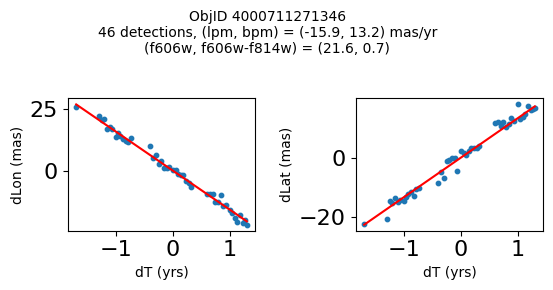 ObjID 4000711271346
46 detections, (lpm, bpm) = (-15.9, 13.2) mas/yr
(f606w, f606w-f814w) = (21.6, 0.7)
25
0
dLon (mas)
−1
0
1
dT (yrs)
0
−20
dLat (mas)
−1
0
1
dT (yrs)